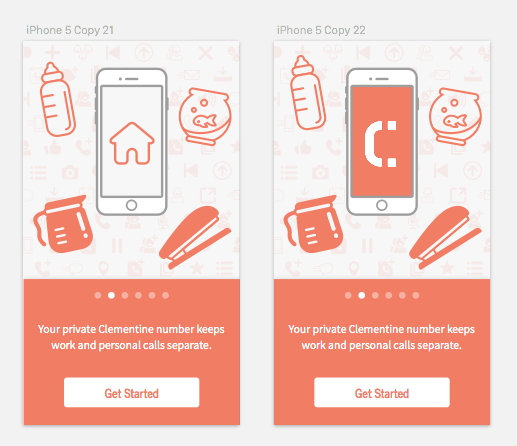 iPhone 5 Copy 21
Your private Clementine number keeps
work and personal calls separate.
Get Started
iPhone 5 Copy 22
C
Your private Clementine number keeps
work and personal calls separate.
Get Started